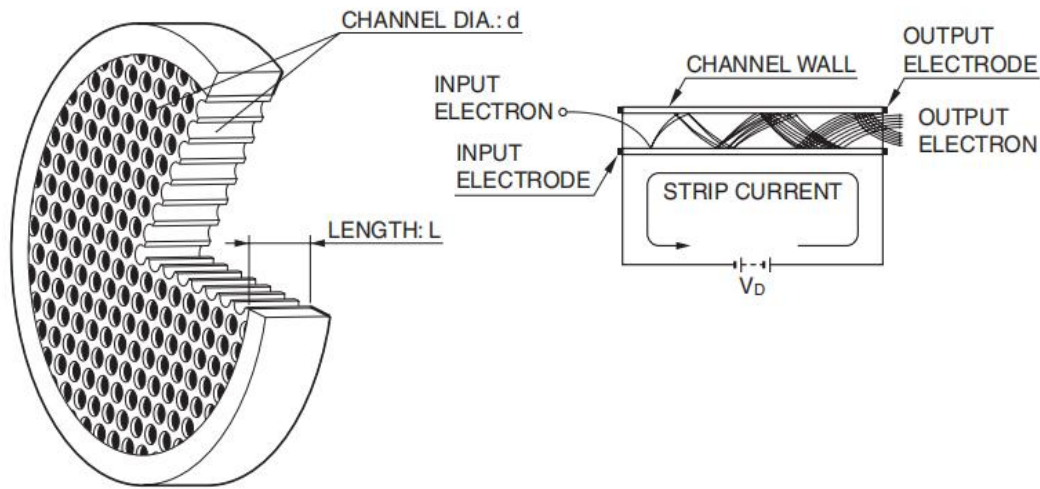 CHANNEL DIA.: d
LENGTH: L
INPUT
ELECTRON
CHANNEL WALL
OUTPUT
ELECTRODE
INPUT
ELECTRODE
OUTPUT
ELECTRON
STRIP CURRENT
VD